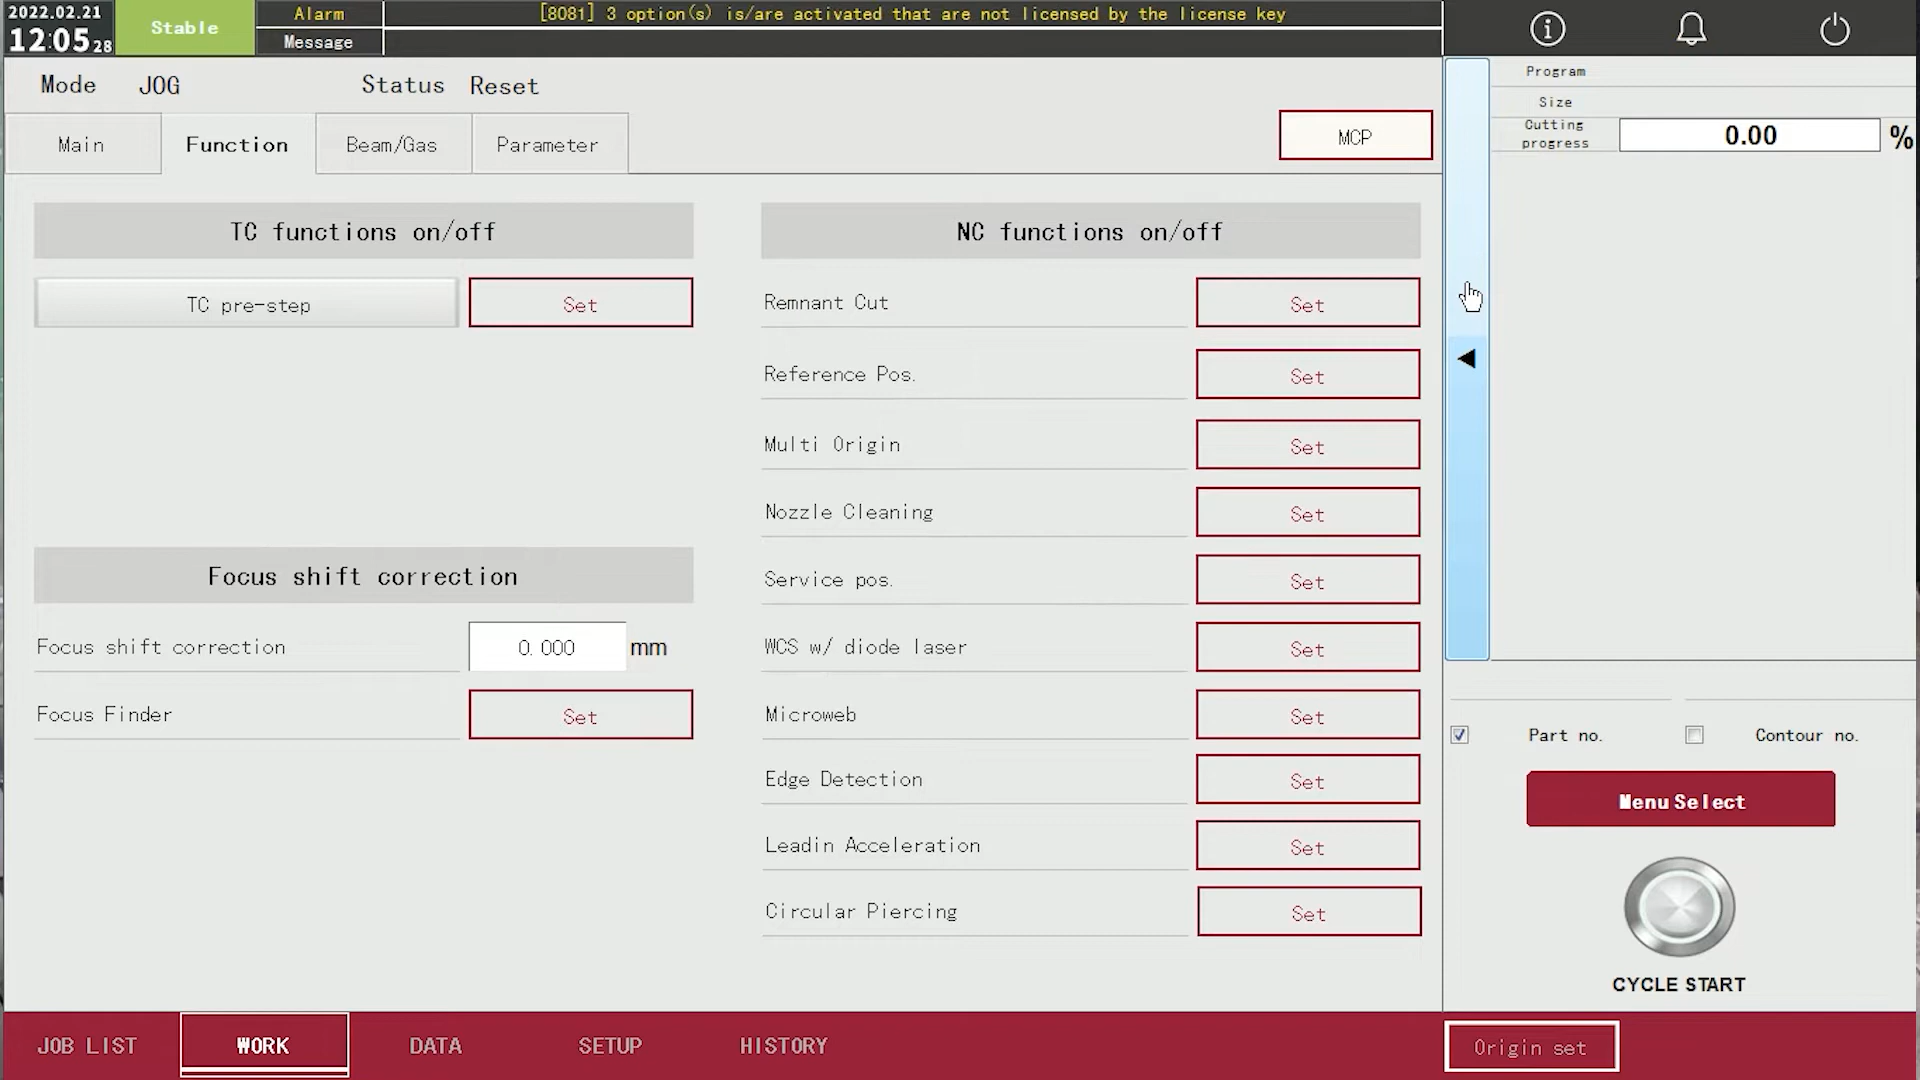 2022.02.21
12:05 28
Stable
Alarm
[8081] 3 option(s) is/are activated that are not licensed by the license key
Message
Mode JOG Status Reset
Main Function Beam/Gas Parameter
MCP
TC functions on/off
TC pre-step Set
Focus shift correction
Focus shift correction 0.000 mm
Focus Finder Set
NC functions on/off
Remnant Cut Set
Reference Pos. Set
Multi Origin Set
Nozzle Cleaning Set
Service pos. Set
WCS w/ diode laser Set
Microweb Set
Edge Detection Set
Leadin Acceleration Set
Circular Piercing Set
Program
Size
Cutting
progress
0.00 %
Part no. Contour no.
Menu Select
CYCLE START
JOB LIST WORK DATA SETUP HISTORY
Origin set